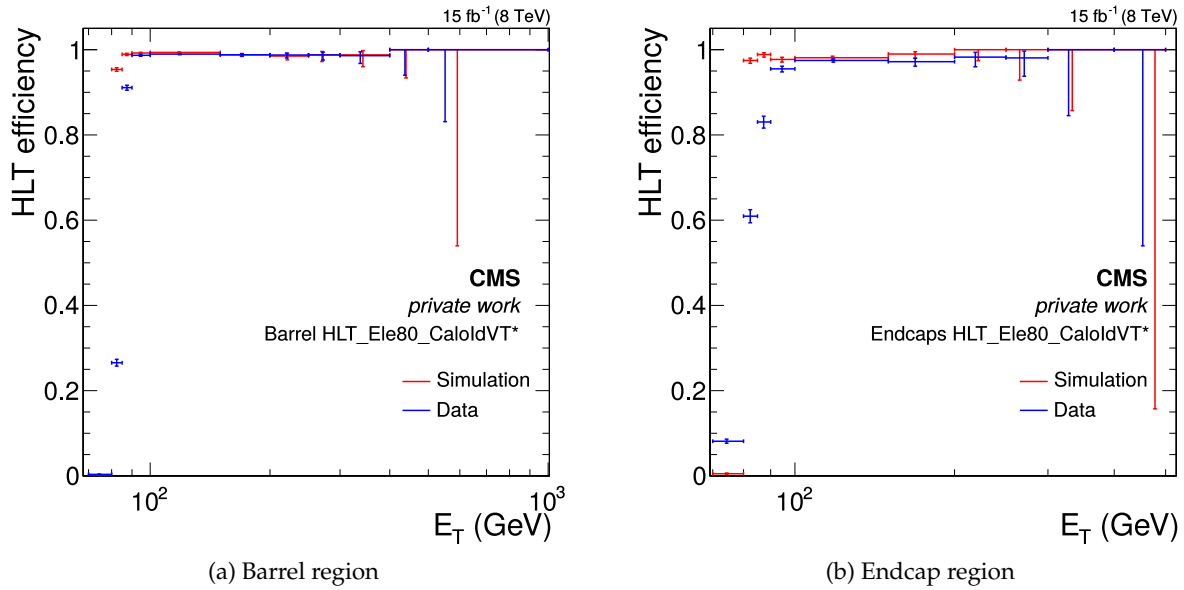 15 fb⁻¹ (8 TeV)
HLT efficiency
1
0.8
0.6
0.4
0.2
0
CMS
private work
Barrel HLT_Ele80_CaloIdVT*
Simulation
Data
10²
10³
E_T (GeV)
(a) Barrel region
15 fb⁻¹ (8 TeV)
HLT efficiency
1
0.8
0.6
0.4
0.2
0
CMS
private work
Endcaps HLT_Ele80_CaloIdVT*
Simulation
Data
10²
E_T (GeV)
(b) Endcap region